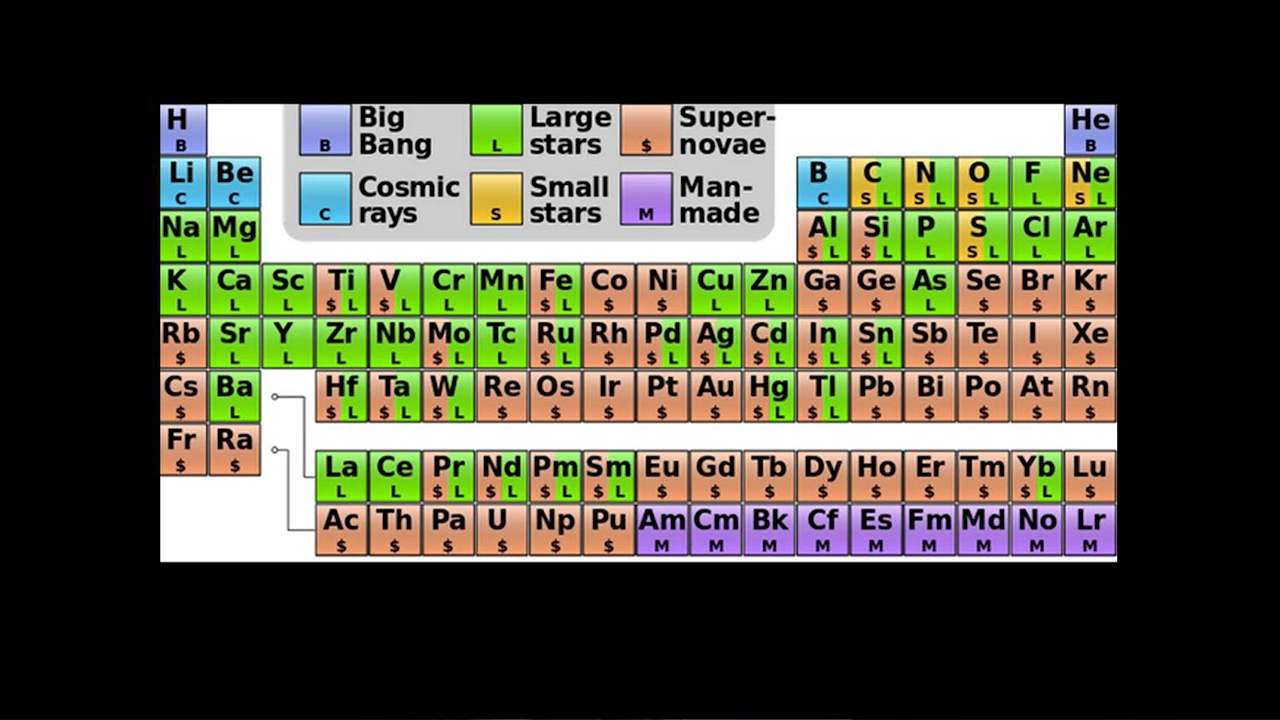 H Big Bang Large stars Super-novae He
B B L $ B
Li Be Cosmic rays Small stars Man-made B C N O F Ne
C C C S M C S L S L S L L S L
Na Mg Al Si P S Cl Ar
L L $ L $ L L S L L L
K Ca Sc Ti V Cr Mn Fe Co Ni Cu Zn Ga Ge As Se Br Kr
L L L $ L $ L L L $ L $ $ L L $ $ L $ $ $
Rb Sr Y Zr Nb Mo Tc Ru Rh Pd Ag Cd In Sn Sb Te I Xe
$ L L L L $ L L $ L $ $ L $ L $ L $ L $ L $ $ $ $
Cs Ba Hf Ta W Re Os Ir Pt Au Hg Tl Pb Bi Po At Rn
$ L $ L $ L $ L $ $ $ $ $ $ L $ L $ $ $ $ $
Fr Ra
$ $
La Ce Pr Nd Pm Sm Eu Gd Tb Dy Ho Er Tm Yb Lu
L L $ L $ L $ L $ L $ $ $ $ $ $ $ $ L $
Ac Th Pa U Np Pu Am Cm Bk Cf Es Fm Md No Lr
$ $ $ $ $ $ M M M M M M M M M